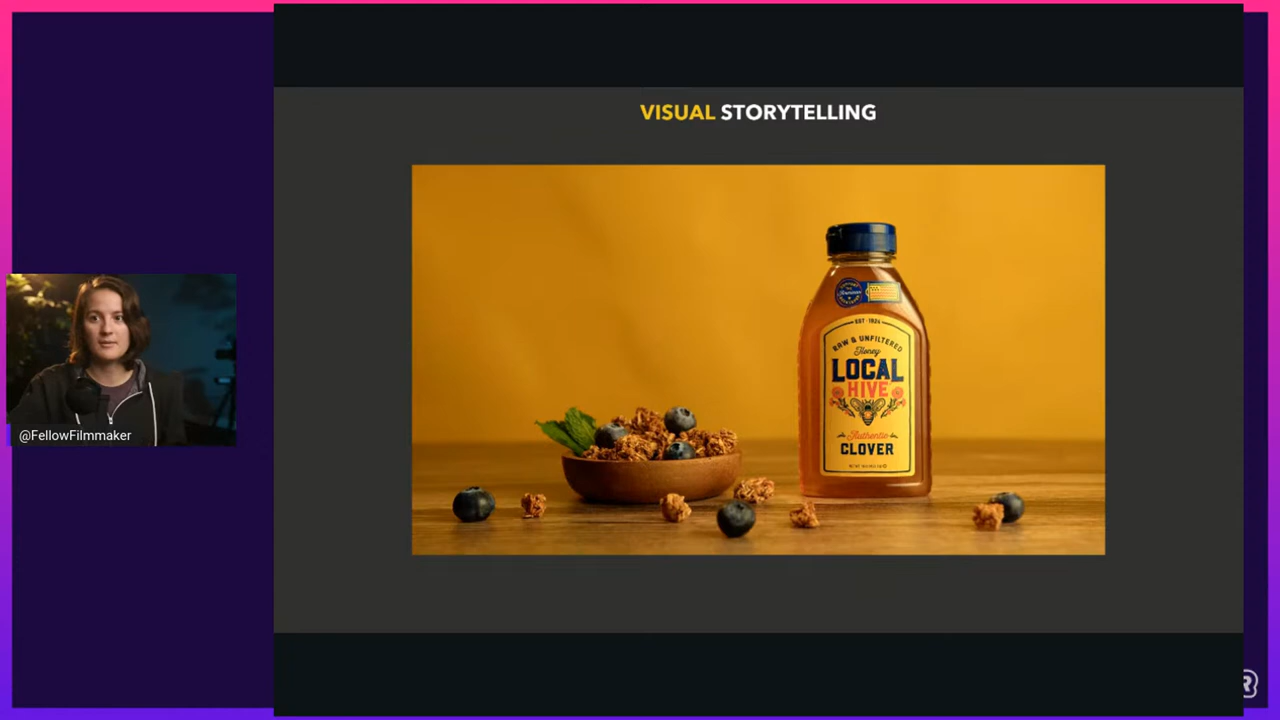 VISUAL STORYTELLING
EST · 1924
RAW & UNFILTERED
Honey
LOCAL
HIVE
Authentic
CLOVER
@FellowFilmmaker
R